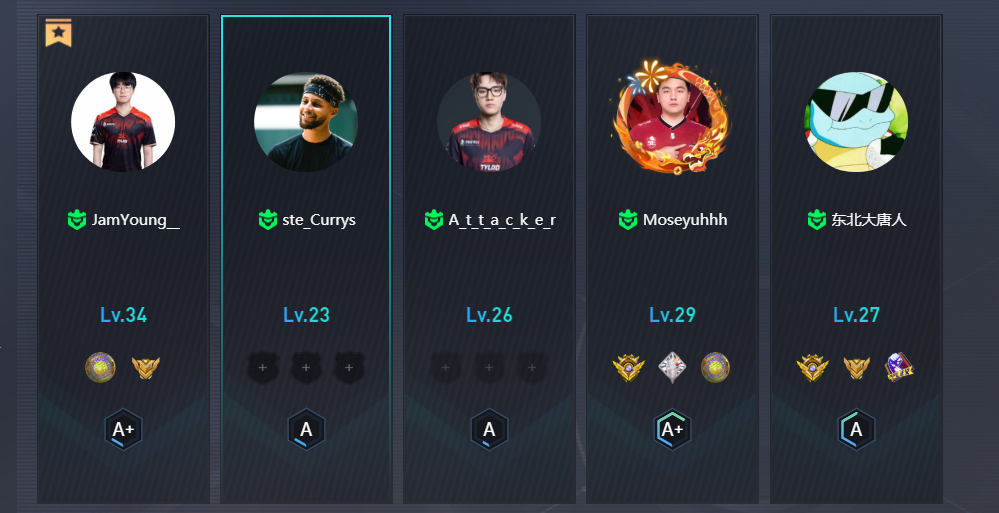 JamYoung__
ste_Currys
A_t_t_a_c_k_e_r
Moseyuhhh
东北大唐人
Lv.34
Lv.23
Lv.26
Lv.29
Lv.27
A+
A
A
A+
A
TYLOO